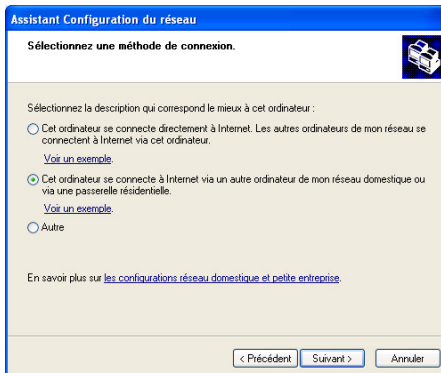 Assistant Configuration du réseau
Sélectionnez une méthode de connexion.
Sélectionnez la description qui correspond le mieux à cet ordinateur :
Cet ordinateur se connecte directement à Internet. Les autres ordinateurs de mon réseau se
connectent à Internet via cet ordinateur.
Voir un exemple.
Cet ordinateur se connecte à Internet via un autre ordinateur de mon réseau domestique ou
via une passerelle résidentielle.
Voir un exemple.
Autre
En savoir plus sur les configurations réseau domestique et petite entreprise.
< Précédent Suivant > Annuler